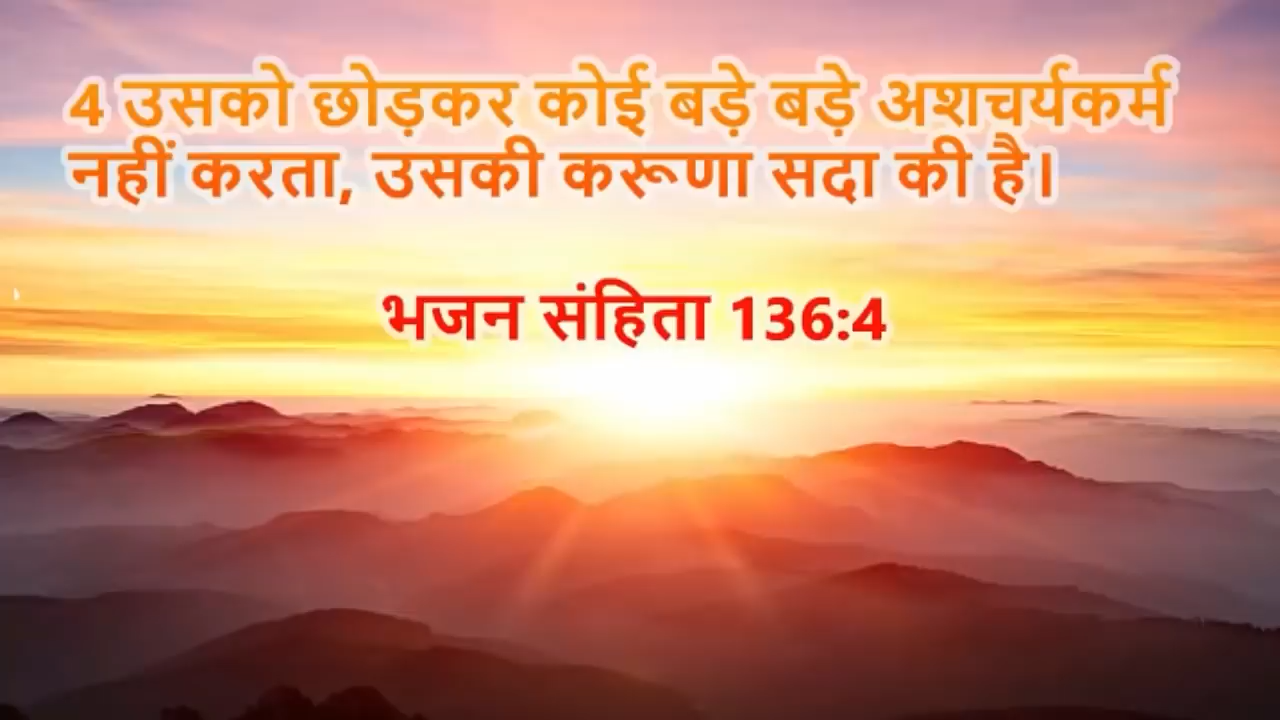 4 उसको छोड़कर कोई बड़े बड़े अशचर्यकर्म
नहीं करता, उसकी करूणा सदा की है।
भजन संहिता 136:4